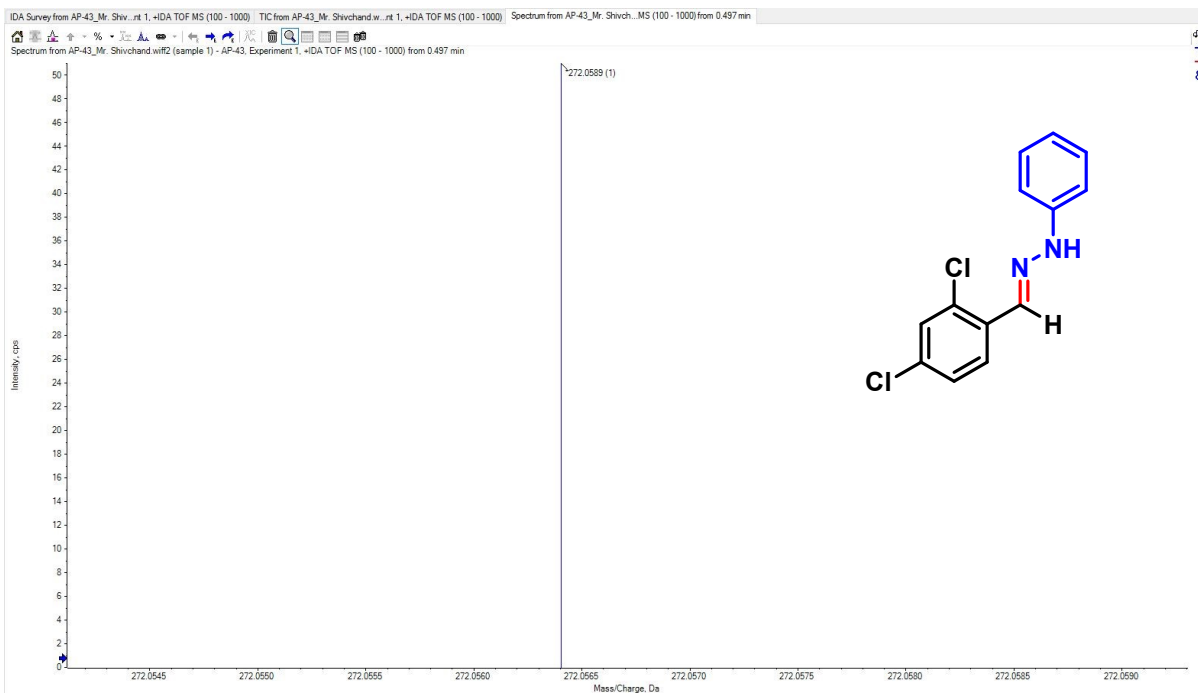 IDA Survey from AP-43_Mr. Shiv...nt 1, +IDA TOF MS (100 - 1000) TIC from AP-43_Mr. Shivchand.w...nt 1, +IDA TOF MS (100 - 1000) Spectrum from AP-43_Mr. Shivch...MS (100 - 1000) from 0.497 min
%
Spectrum from AP-43_Mr. Shivchand.wiff2 (sample 1) - AP-43, Experiment 1, +IDA TOF MS (100 - 1000) from 0.497 min
272.0589 (1)
50
48
46
44
42
40
38
36
34
32
30
28
26
24
22
20
18
16
14
12
10
8
6
4
2
0
Intensity, cps
NH
N
Cl
H
Cl
272.0545 272.0550 272.0555 272.0560 272.0565 272.0570 272.0575 272.0580 272.0585 272.0590
Mass/Charge, Da